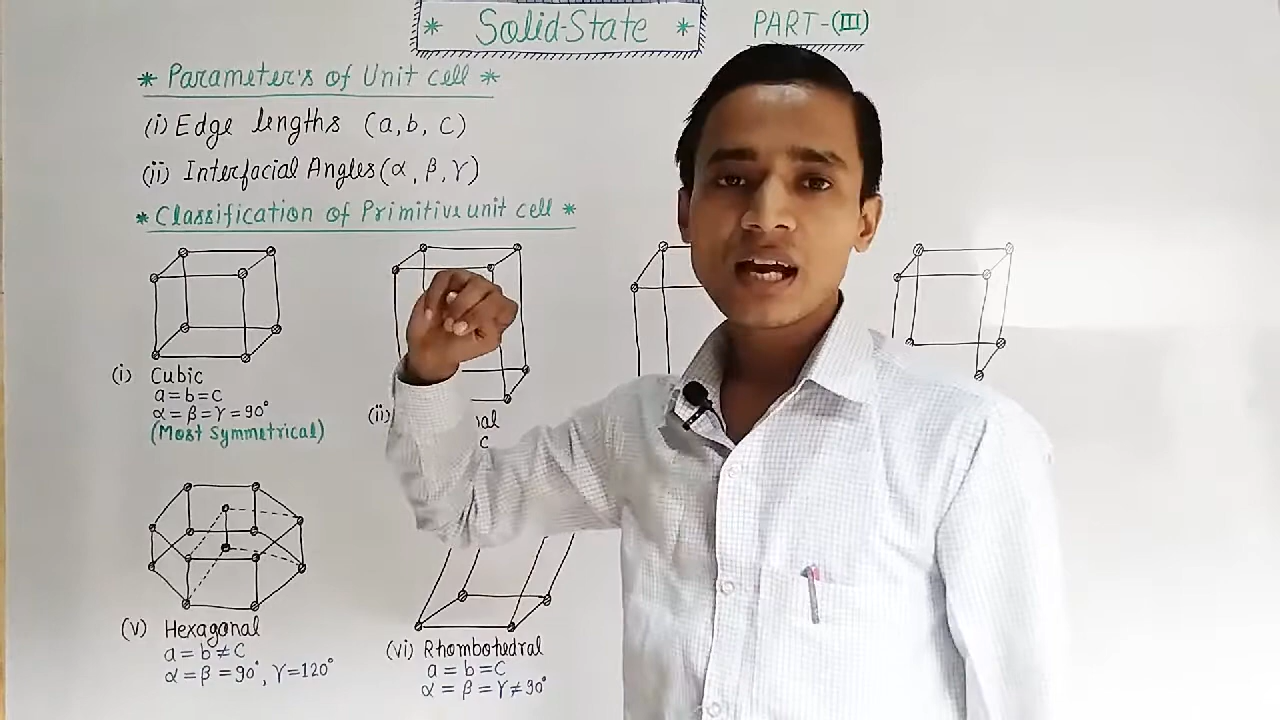 * Solid-State *
PART-(III)
* Parameter's of Unit cell *
(i) Edge lengths (a, b, c)
(ii) Interfacial Angles (α, β, γ)
* Classification of Primitive unit cell *
(i) Cubic
a = b = c
α = β = γ = 90°
(Most Symmetrical)
(ii)
c
(v) Hexagonal
a = b ≠ c
α = β = 90°, γ = 120°
(vi) Rhombohedral
a = b = c
α = β = γ ≠ 90°